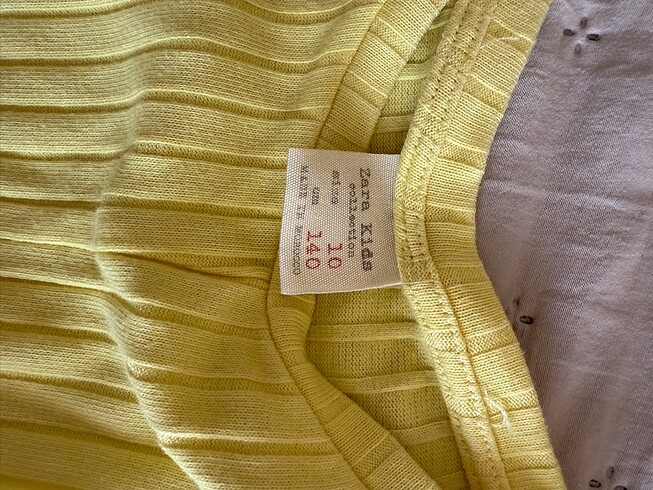 Zara Kids
collection
size 10
cm 140
MADE IN MOROCCO